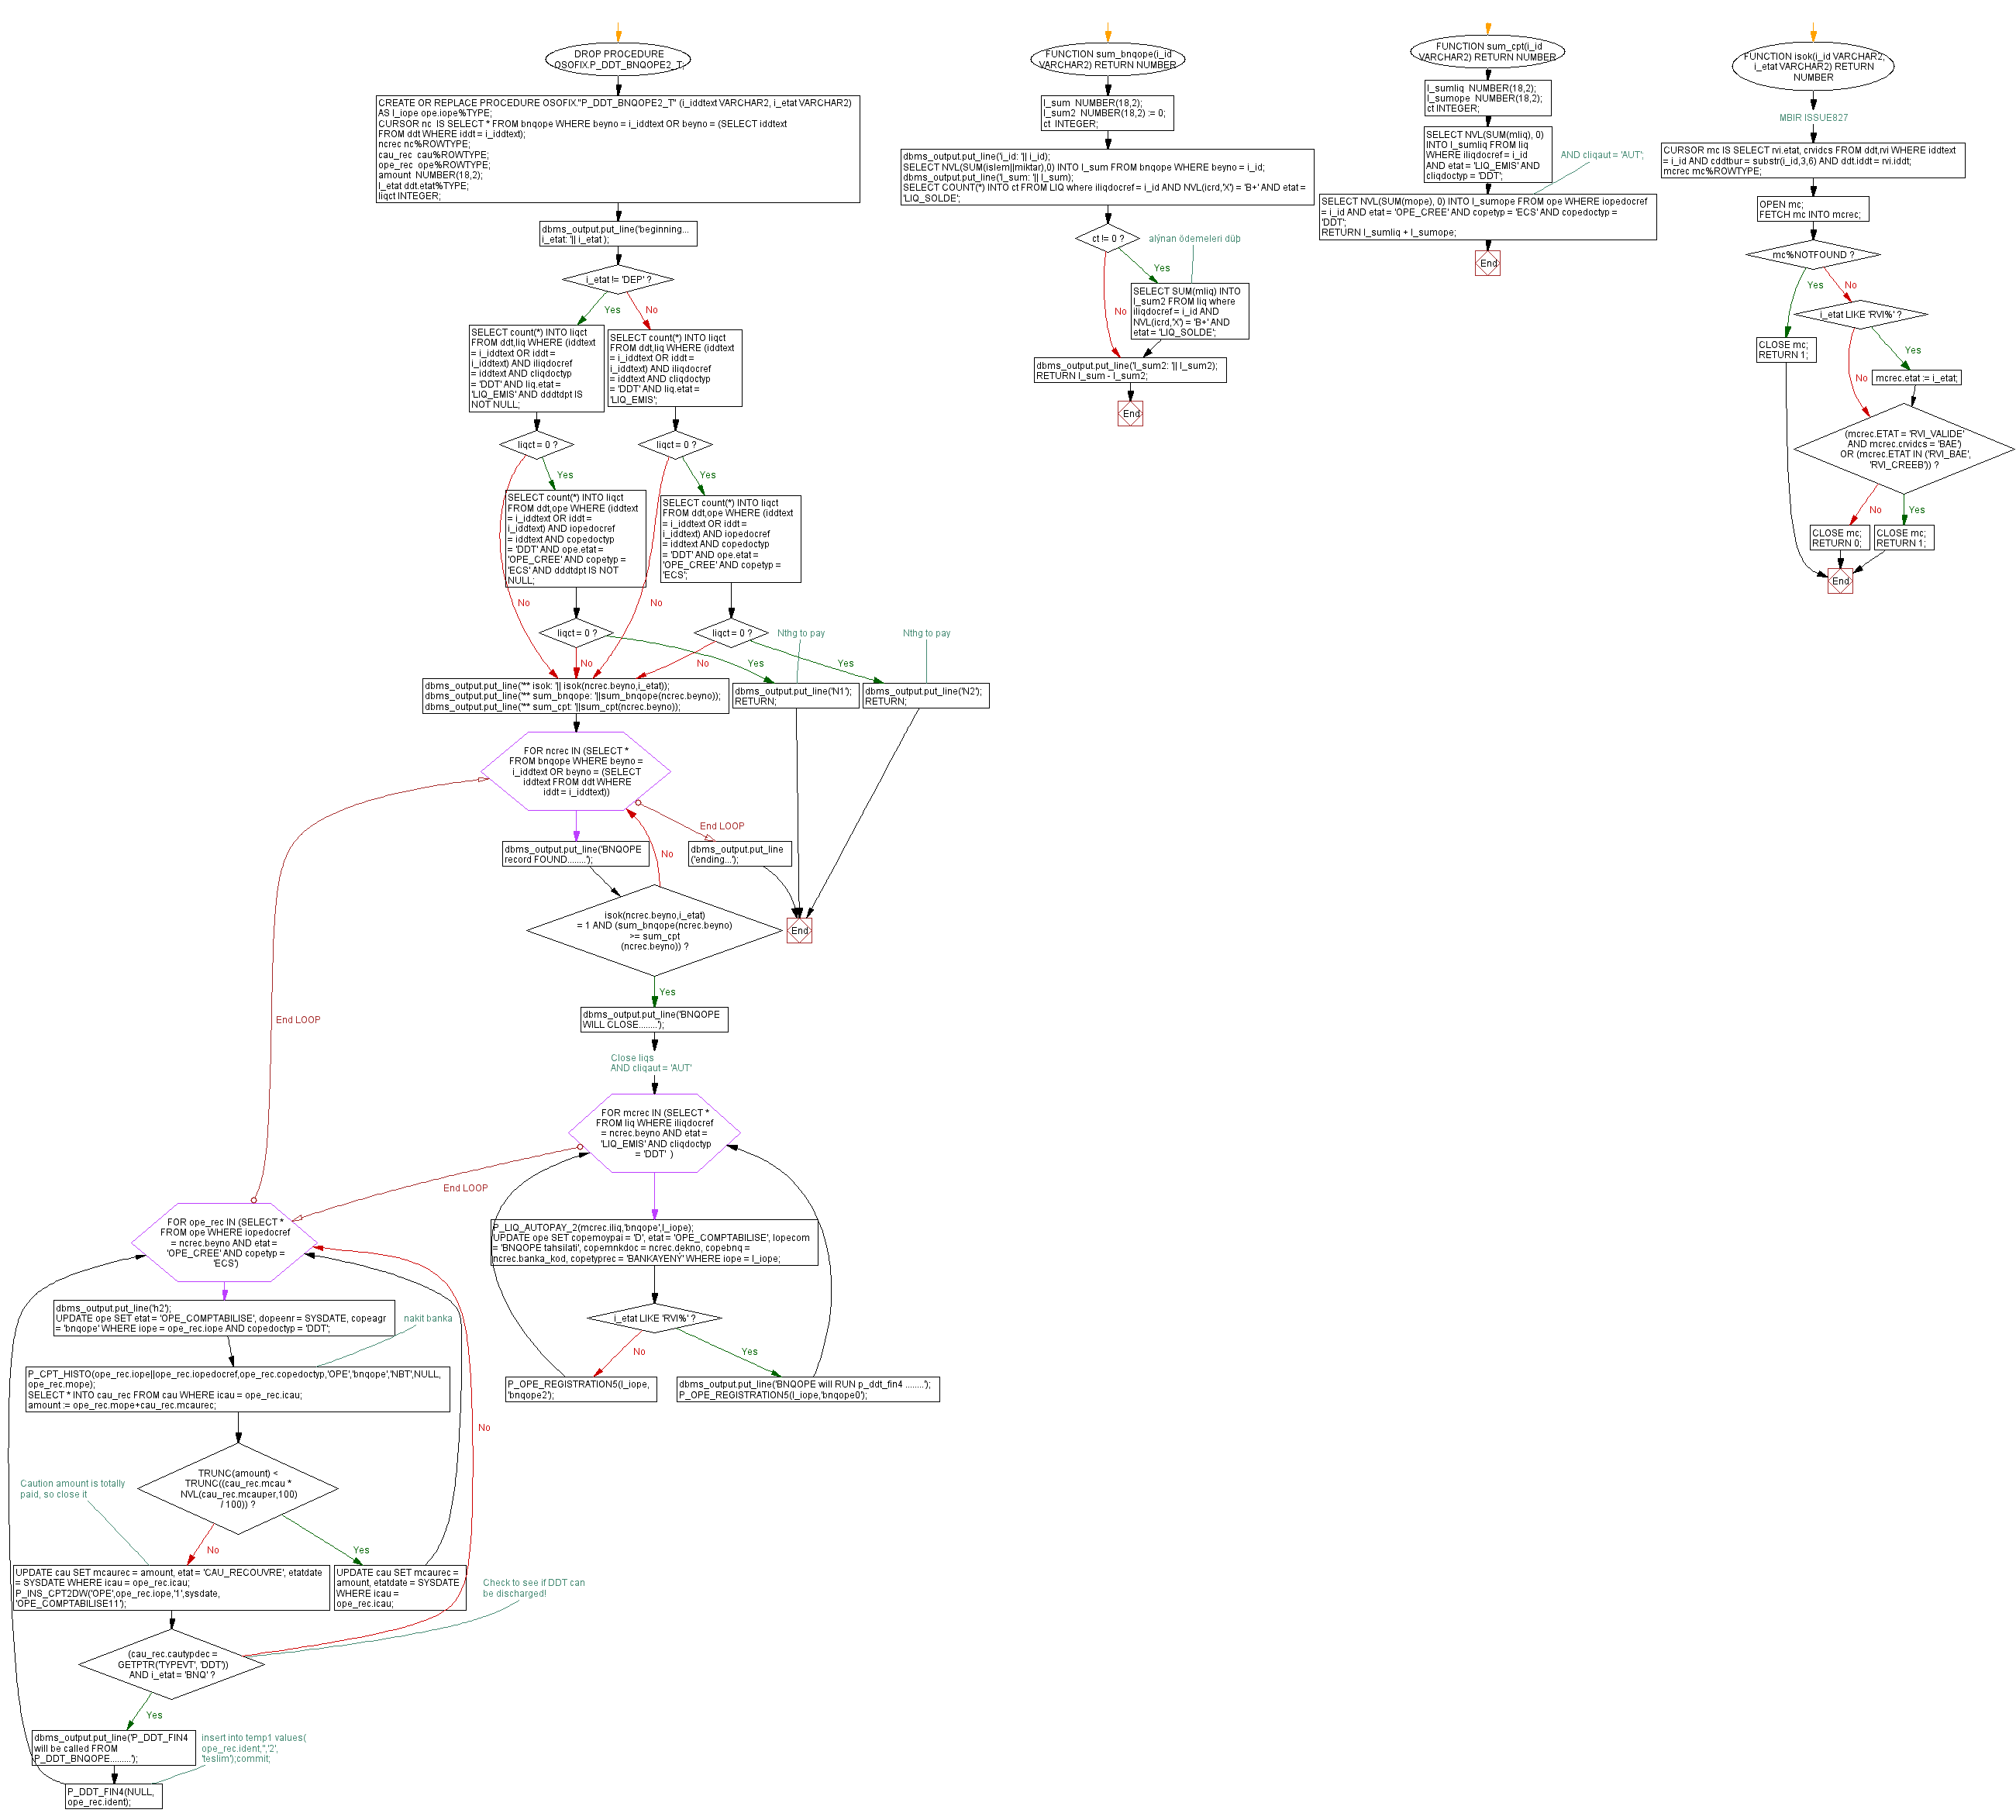 DROP PROCEDURE
OSOFIX.P_DDT_BNQOPE2_T;
CREATE OR REPLACE PROCEDURE OSOFIX."P_DDT_BNQOPE2_T" (i_iddtext VARCHAR2, i_etat VARCHAR2)
AS l_iope ope.iope%TYPE;
CURSOR nc  IS SELECT * FROM bnqope WHERE beyno = i_iddtext OR beyno = (SELECT iddtext
FROM ddt WHERE iddt = i_iddtext);
ncrec nc%ROWTYPE;
cau_rec  cau%ROWTYPE;
ope_rec  ope%ROWTYPE;
amount  NUMBER(18,2);
l_etat ddt.etat%TYPE;
liqct INTEGER;
dbms_output.put_line('beginning...
i_etat: '|| i_etat );
i_etat != 'DEP' ?
Yes
No
SELECT count(*) INTO liqct
FROM ddt,liq WHERE (iddtext
= i_iddtext OR iddt =
i_iddtext) AND iliqdocref
= iddtext AND cliqdoctyp
= 'DDT' AND liq.etat =
'LIQ_EMIS' AND dddtdpt IS
NOT NULL;
SELECT count(*) INTO liqct
FROM ddt,liq WHERE (iddtext
= i_iddtext OR iddt =
i_iddtext) AND iliqdocref
= iddtext AND cliqdoctyp
= 'DDT' AND liq.etat =
'LIQ_EMIS';
liqct = 0 ?
liqct = 0 ?
Yes
Yes
SELECT count(*) INTO liqct
FROM ddt,ope WHERE (iddtext
= i_iddtext OR iddt =
i_iddtext) AND iopedocref
= iddtext AND copedoctyp
= 'DDT' AND ope.etat =
'OPE_CREE' AND copetyp =
'ECS' AND dddtdpt IS NOT
NULL;
SELECT count(*) INTO liqct
FROM ddt,ope WHERE (iddtext
= i_iddtext OR iddt =
i_iddtext) AND iopedocref
= iddtext AND copedoctyp
= 'DDT' AND ope.etat =
'OPE_CREE' AND copetyp =
'ECS';
No
No
liqct = 0 ?
liqct = 0 ?
Nthg to pay
Nthg to pay
No
No
Yes
Yes
dbms_output.put_line('** isok: '|| isok(ncrec.beyno,i_etat));
dbms_output.put_line('** sum_bnqope: '||sum_bnqope(ncrec.beyno));
dbms_output.put_line('** sum_cpt: '||sum_cpt(ncrec.beyno));
dbms_output.put_line('N1');
RETURN;
dbms_output.put_line('N2');
RETURN;
FOR ncrec IN (SELECT *
FROM bnqope WHERE beyno =
i_iddtext OR beyno = (SELECT
iddtext FROM ddt WHERE
iddt = i_iddtext))
End LOOP
dbms_output.put_line('BNQOPE
record FOUND........');
No
dbms_output.put_line
('ending...');
isok(ncrec.beyno,i_etat)
= 1 AND (sum_bnqope(ncrec.beyno)
>= sum_cpt
(ncrec.beyno)) ?
End
Yes
dbms_output.put_line('BNQOPE
WILL CLOSE........');
End LOOP
Close liqs
AND cliqaut = 'AUT'
FOR mcrec IN (SELECT *
FROM liq WHERE iliqdocref
= ncrec.beyno AND etat =
'LIQ_EMIS' AND cliqdoctyp
= 'DDT'  )
End LOOP
FOR ope_rec IN (SELECT *
FROM ope WHERE iopedocref
= ncrec.beyno AND etat =
'OPE_CREE' AND copetyp =
'ECS')
P_LIQ_AUTOPAY_2(mcrec.iliq,'bnqope',l_iope);
UPDATE ope SET copemoypai = 'D', etat = 'OPE_COMPTABILISE', lopecom
= 'BNQOPE tahsilati', copemnkdoc = ncrec.dekno, copebnq =
ncrec.banka_kod, copetyprec = 'BANKAYENÝ' WHERE iope = l_iope;
i_etat LIKE 'RVI%' ?
No
Yes
P_OPE_REGISTRATION5(l_iope,
'bnqope2');
dbms_output.put_line('BNQOPE will RUN p_ddt_fin4 ........');
P_OPE_REGISTRATION5(l_iope,'bnqope0');
dbms_output.put_line('h2');
UPDATE ope SET etat = 'OPE_COMPTABILISE', dopeenr = SYSDATE, copeagr
= 'bnqope' WHERE iope = ope_rec.iope AND copedoctyp = 'DDT';
nakit banka
P_CPT_HISTO(ope_rec.iope||ope_rec.iopedocref,ope_rec.copedoctyp,'OPE','bnqope','NBT',NULL,
ope_rec.mope);
SELECT * INTO cau_rec FROM cau WHERE icau = ope_rec.icau;
amount := ope_rec.mope+cau_rec.mcaurec;
No
TRUNC(amount) <
TRUNC((cau_rec.mcau *
NVL(cau_rec.mcauper,100)
/ 100)) ?
Caution amount is totally
paid, so close it
No
Yes
UPDATE cau SET mcaurec = amount, etat = 'CAU_RECOUVRE', etatdate
= SYSDATE WHERE icau = ope_rec.icau;
P_INS_CPT2DW('OPE',ope_rec.iope,'1',sysdate,
'OPE_COMPTABILISE11');
UPDATE cau SET mcaurec =
amount, etatdate = SYSDATE
WHERE icau =
ope_rec.icau;
Check to see if DDT can
be discharged!
(cau_rec.cautypdec =
GETPTR('TYPEVT', 'DDT'))
AND i_etat = 'BNQ' ?
Yes
dbms_output.put_line('P_DDT_FIN4
will be called FROM
P_DDT_BNQOPE.........');
insert into temp1 values(
ope_rec.ident,'','2',
'teslim');commit;
P_DDT_FIN4(NULL,
ope_rec.ident);
FUNCTION sum_bnqope(i_id
VARCHAR2) RETURN NUMBER
l_sum  NUMBER(18,2);
l_sum2  NUMBER(18,2) := 0;
ct  INTEGER;
dbms_output.put_line('i_id: '|| i_id);
SELECT NVL(SUM(islem||miktar),0) INTO l_sum FROM bnqope WHERE beyno = i_id;
dbms_output.put_line('l_sum: '|| l_sum);
SELECT COUNT(*) INTO ct FROM LIQ where iliqdocref = i_id AND NVL(icrd,'X') = 'B+' AND etat =
'LIQ_SOLDE';
ct != 0 ?
alýnan ödemeleri düþ
Yes
SELECT SUM(mliq) INTO
l_sum2 FROM liq where
iliqdocref = i_id AND
NVL(icrd,'X') = 'B+' AND
etat = 'LIQ_SOLDE';
No
dbms_output.put_line('l_sum2: '|| l_sum2);
RETURN l_sum - l_sum2;
End
FUNCTION sum_cpt(i_id
VARCHAR2) RETURN NUMBER
l_sumliq  NUMBER(18,2);
l_sumope  NUMBER(18,2);
ct INTEGER;
SELECT NVL(SUM(mliq), 0)
INTO l_sumliq FROM liq
WHERE iliqdocref = i_id
AND etat = 'LIQ_EMIS' AND
cliqdoctyp = 'DDT';
AND cliqaut = 'AUT';
SELECT NVL(SUM(mope), 0) INTO l_sumope FROM ope WHERE iopedocref
= i_id AND etat = 'OPE_CREE' AND copetyp = 'ECS' AND copedoctyp =
'DDT';
RETURN l_sumliq + l_sumope;
End
FUNCTION isok(i_id VARCHAR2,
i_etat VARCHAR2) RETURN
NUMBER
MBIR ISSUE827
CURSOR mc IS SELECT rvi.etat, crvidcs FROM ddt,rvi WHERE iddtext
= i_id AND cddtbur = substr(i_id,3,6) AND ddt.iddt = rvi.iddt;
mcrec mc%ROWTYPE;
OPEN mc;
FETCH mc INTO mcrec;
mc%NOTFOUND ?
Yes
No
i_etat LIKE 'RVI%' ?
CLOSE mc;
RETURN 1;
Yes
No
mcrec.etat := i_etat;
(mcrec.ETAT = 'RVI_VALIDE'
AND mcrec.crvidcs = 'BAE')
OR (mcrec.ETAT IN ('RVI_BAE',
'RVI_CREEB')) ?
No
Yes
CLOSE mc;
RETURN 0;
CLOSE mc;
RETURN 1;
End